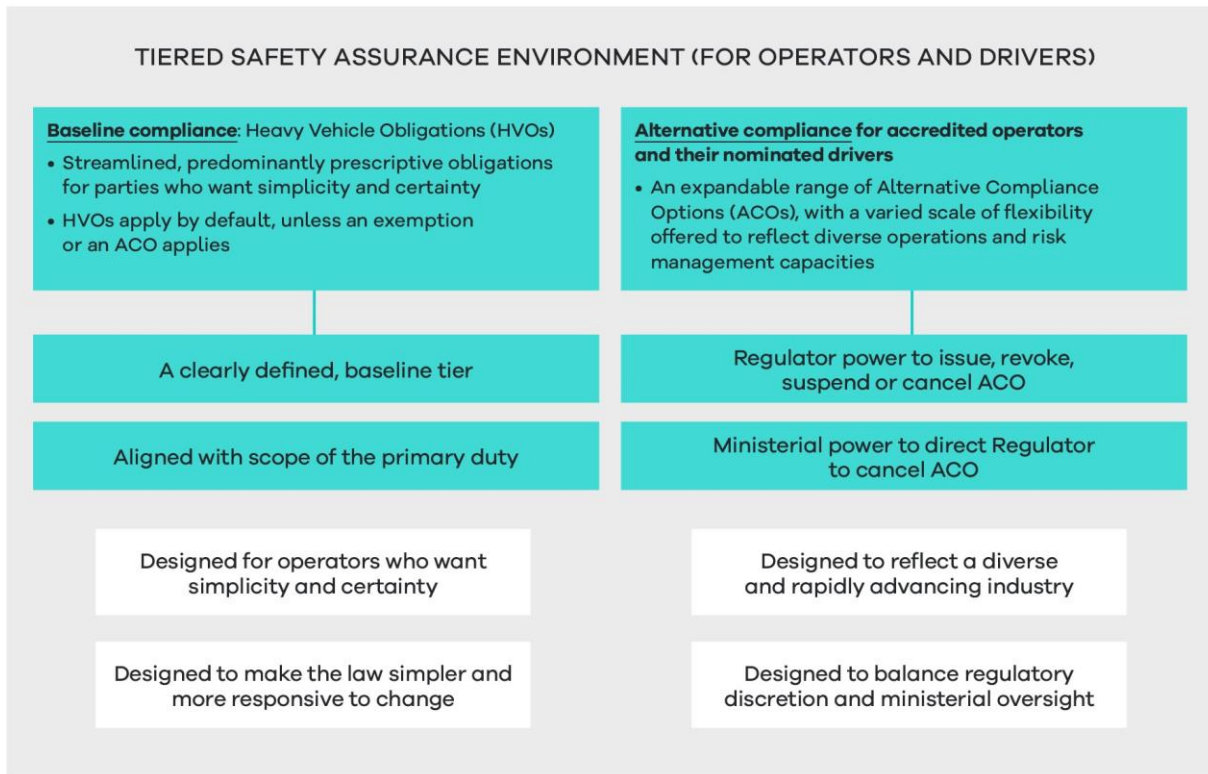 TIERED SAFETY ASSURANCE ENVIRONMENT (FOR OPERATORS AND DRIVERS)
Baseline compliance: Heavy Vehicle Obligations (HVOs)
• Streamlined, predominantly prescriptive obligations
for parties who want simplicity and certainty
• HVOs apply by default, unless an exemption
or an ACO applies
A clearly defined, baseline tier
Aligned with scope of the primary duty
Designed for operators who want
simplicity and certainty
Designed to make the law simpler and
more responsive to change
Alternative compliance for accredited operators
and their nominated drivers
• An expandable range of Alternative Compliance
Options (ACOs), with a varied scale of flexibility
offered to reflect diverse operations and risk
management capacities
Regulator power to issue, revoke,
suspend or cancel ACO
Ministerial power to direct Regulator
to cancel ACO
Designed to reflect a diverse
and rapidly advancing industry
Designed to balance regulatory
discretion and ministerial oversight